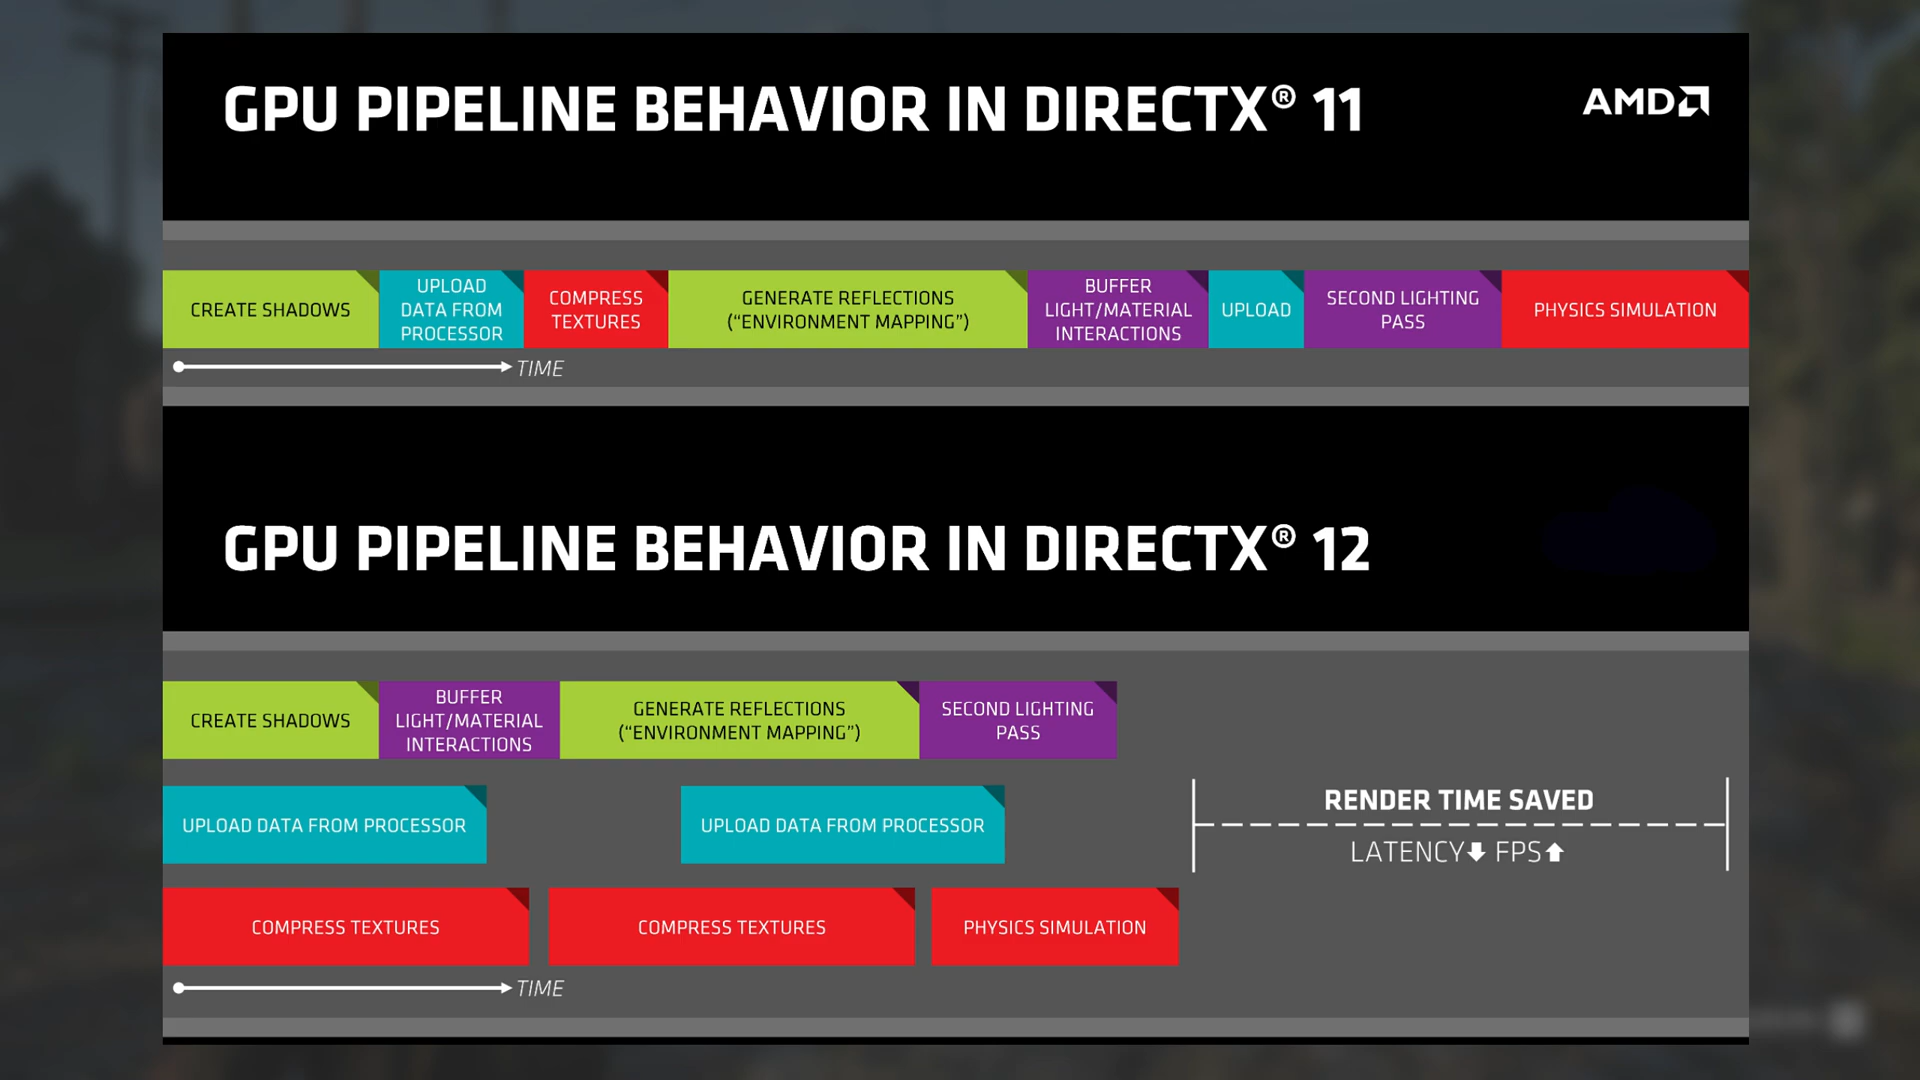 GPU PIPELINE BEHAVIOR IN DIRECTX® 11
AMD
CREATE SHADOWS
UPLOAD
DATA FROM
PROCESSOR
COMPRESS
TEXTURES
GENERATE REFLECTIONS
(“ENVIRONMENT MAPPING”)
BUFFER
LIGHT/MATERIAL
INTERACTIONS
UPLOAD
SECOND LIGHTING
PASS
PHYSICS SIMULATION
TIME
GPU PIPELINE BEHAVIOR IN DIRECTX® 12
CREATE SHADOWS
BUFFER
LIGHT/MATERIAL
INTERACTIONS
GENERATE REFLECTIONS
(“ENVIRONMENT MAPPING”)
SECOND LIGHTING
PASS
UPLOAD DATA FROM PROCESSOR
UPLOAD DATA FROM PROCESSOR
RENDER TIME SAVED
LATENCY⬇ FPS⬆
COMPRESS TEXTURES
COMPRESS TEXTURES
PHYSICS SIMULATION
TIME